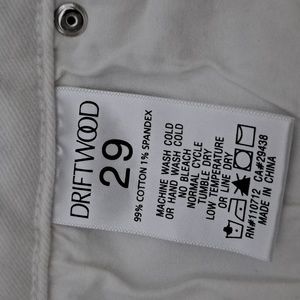 DRIFTWOOD
29
99% COTTON 1% SPANDEX
MACHINE WASH COLD
OR HAND WASH COLD
NO BLEACH
NORMAL CYCLE
TUMBLE DRY
LOW TEMPERATURE
OR LINE DRY
RN#110712 CA#29438
MADE IN CHINA